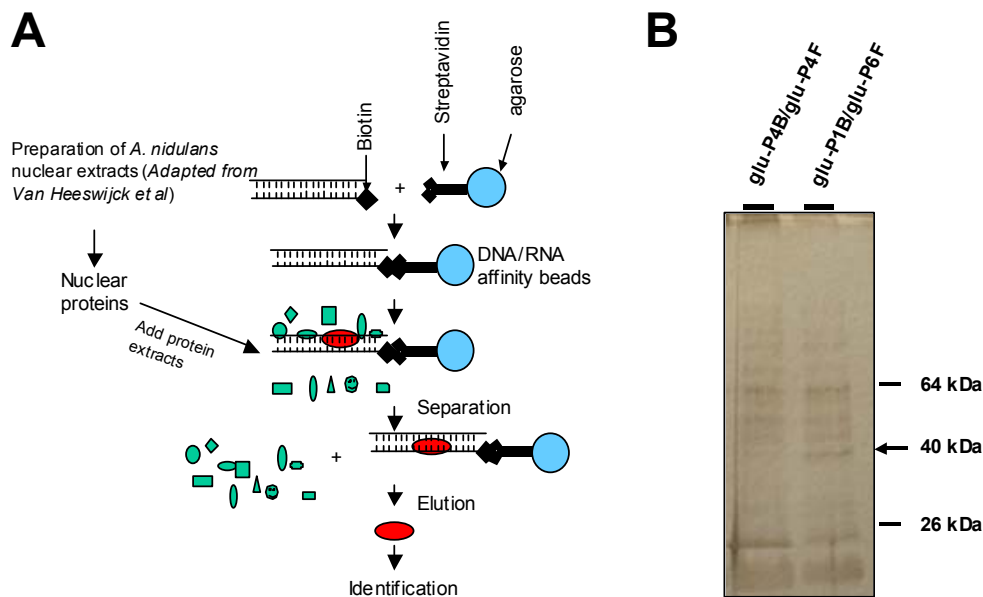 A
Preparation of A. nidulans
nuclear extracts (Adapted from
Van Heeswijck et al)
Biotin
Streptavidin
agarose
+
DNA/RNA
affinity beads
Nuclear
proteins
Add protein
extracts
Separation
+
Elution
Identification
B
glu-P4B/glu-P4F
glu-P1B/glu-P6F
64 kDa
40 kDa
26 kDa